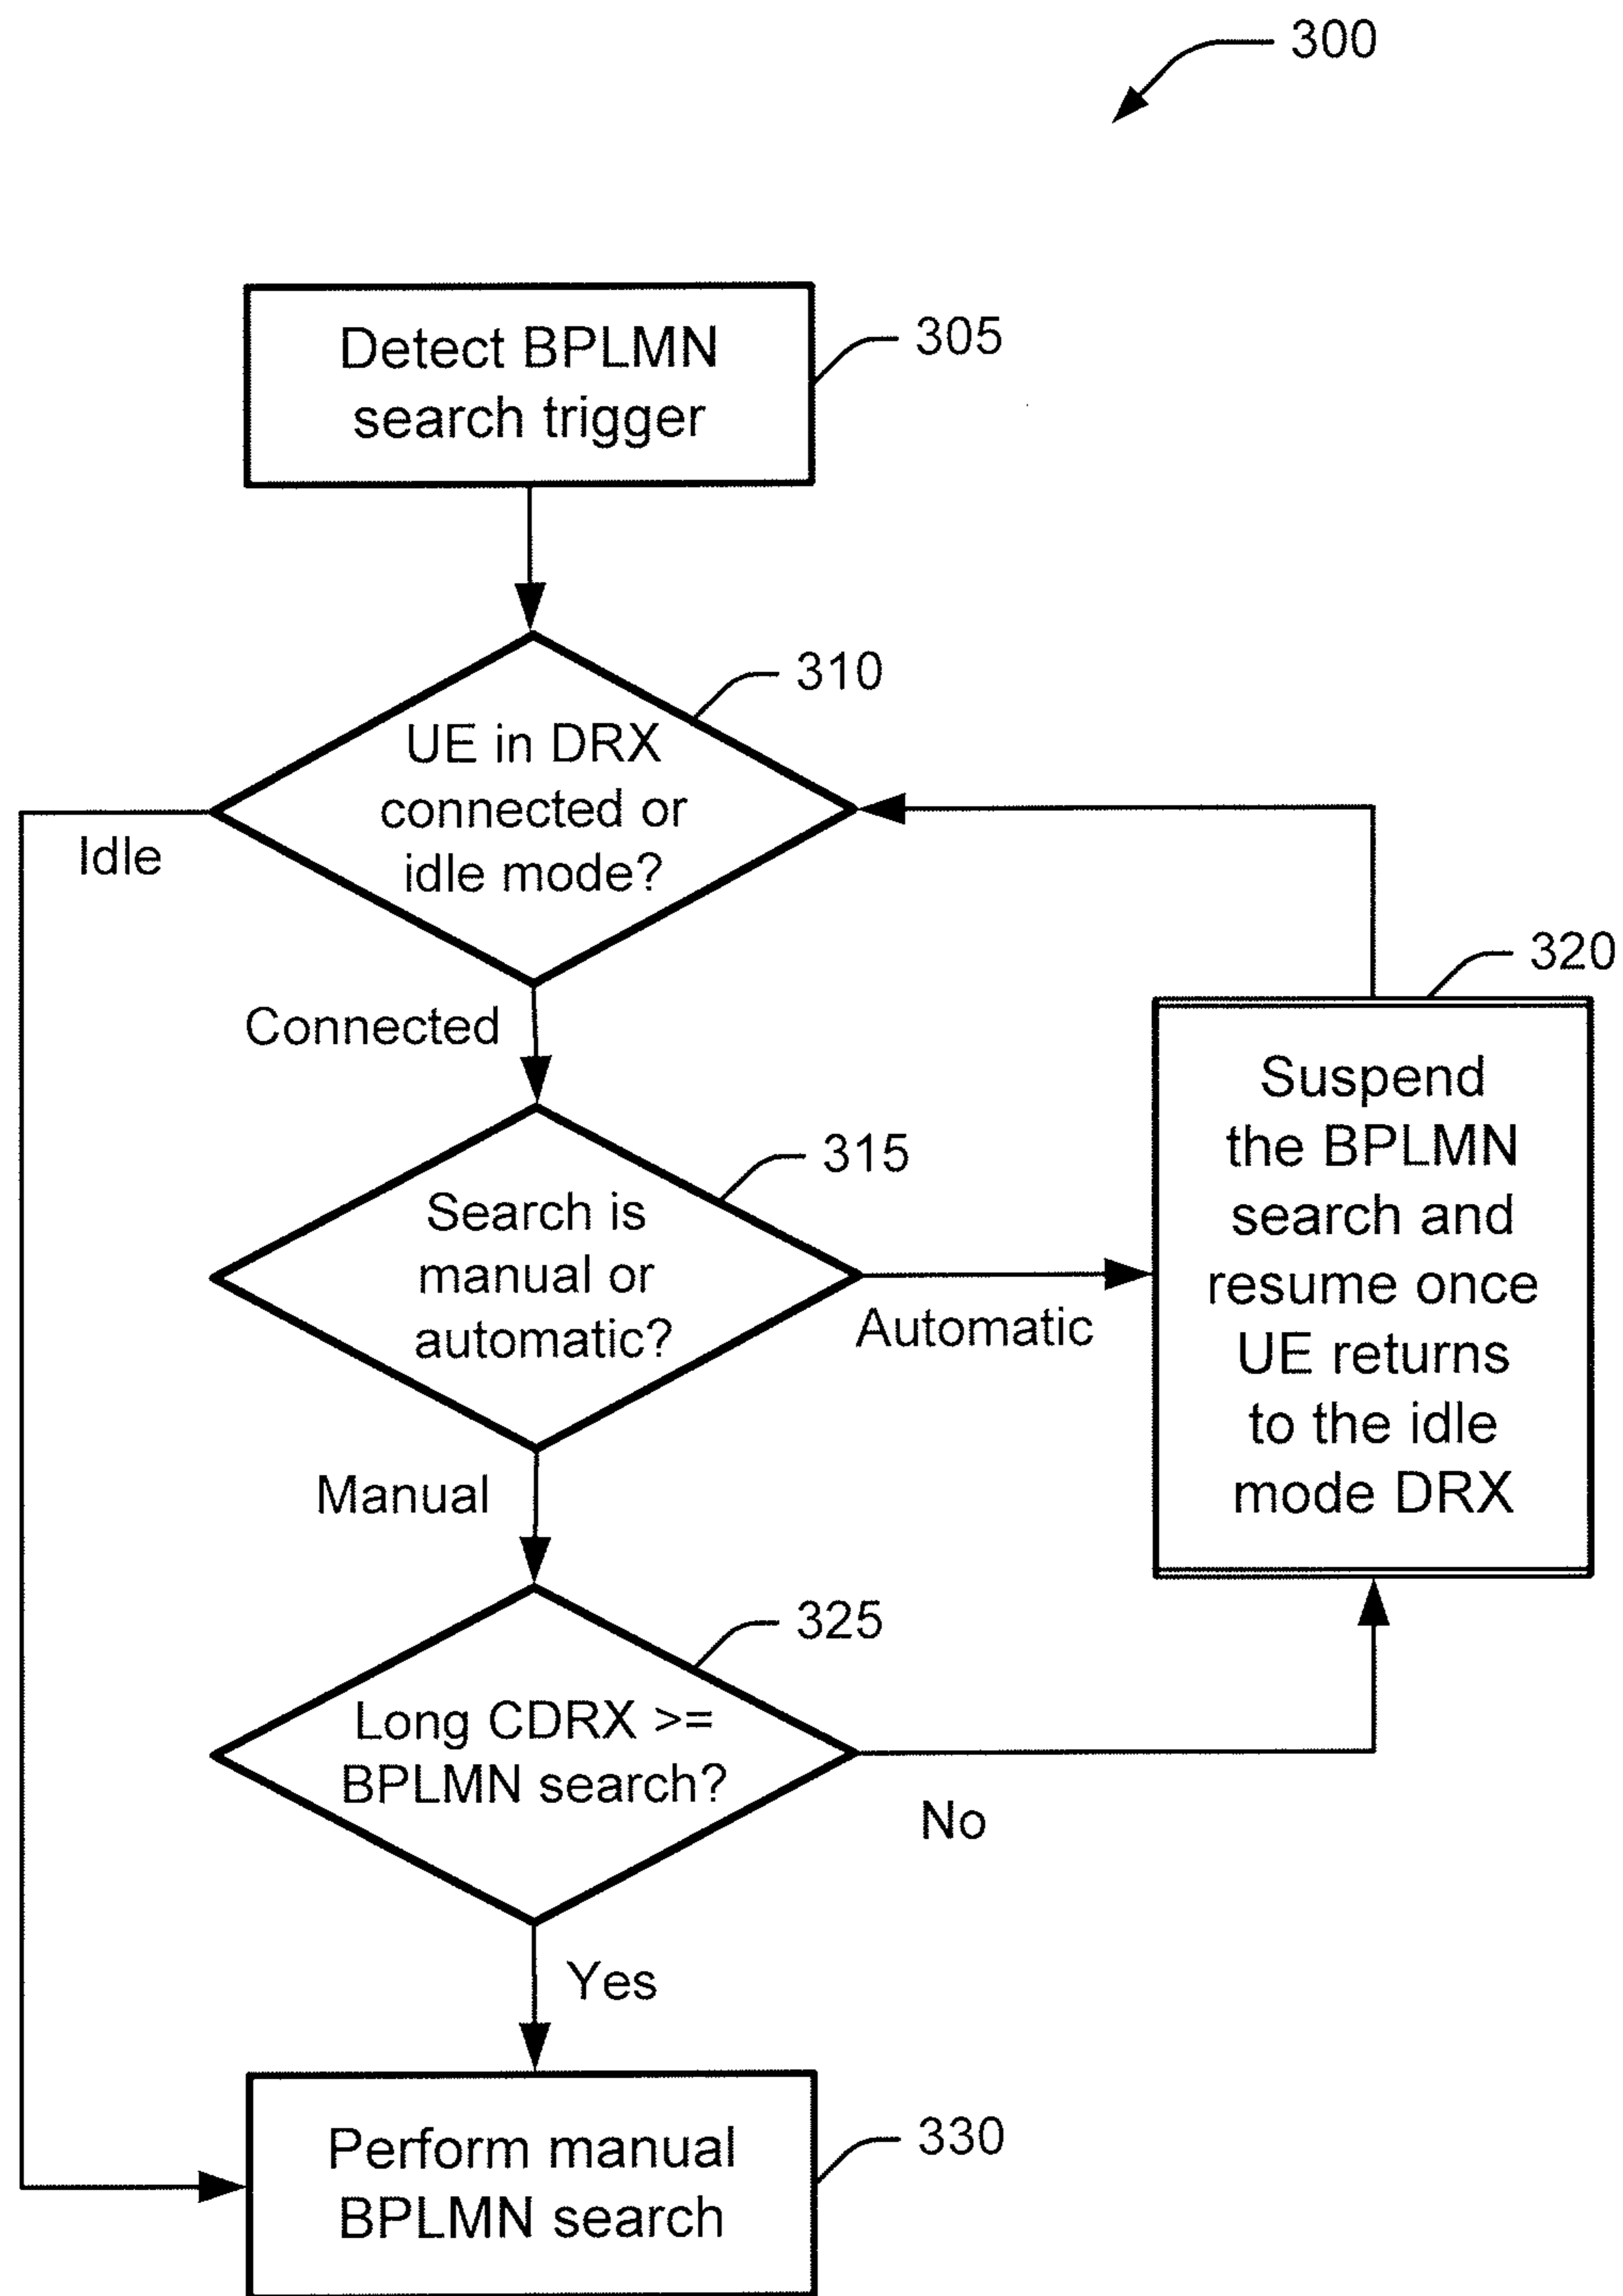 300
Detect BPLMN
search trigger
305
310
UE in DRX
connected or
idle mode?
Idle
Connected
320
Suspend
the BPLMN
search and
resume once
UE returns
to the idle
mode DRX
315
Search is
manual or
automatic?
Automatic
Manual
325
Long CDRX >=
BPLMN search?
No
Yes
Perform manual
BPLMN search
330